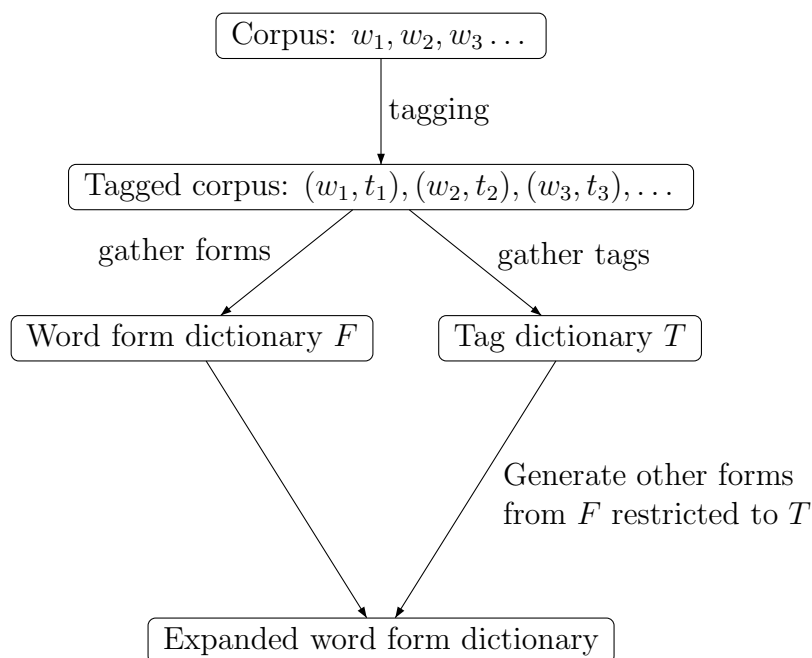 Corpus: w₁, w₂, w₃ …
tagging
Tagged corpus: (w₁, t₁), (w₂, t₂), (w₃, t₃), …
gather forms
gather tags
Word form dictionary F
Tag dictionary T
Generate other forms
from F restricted to T
Expanded word form dictionary